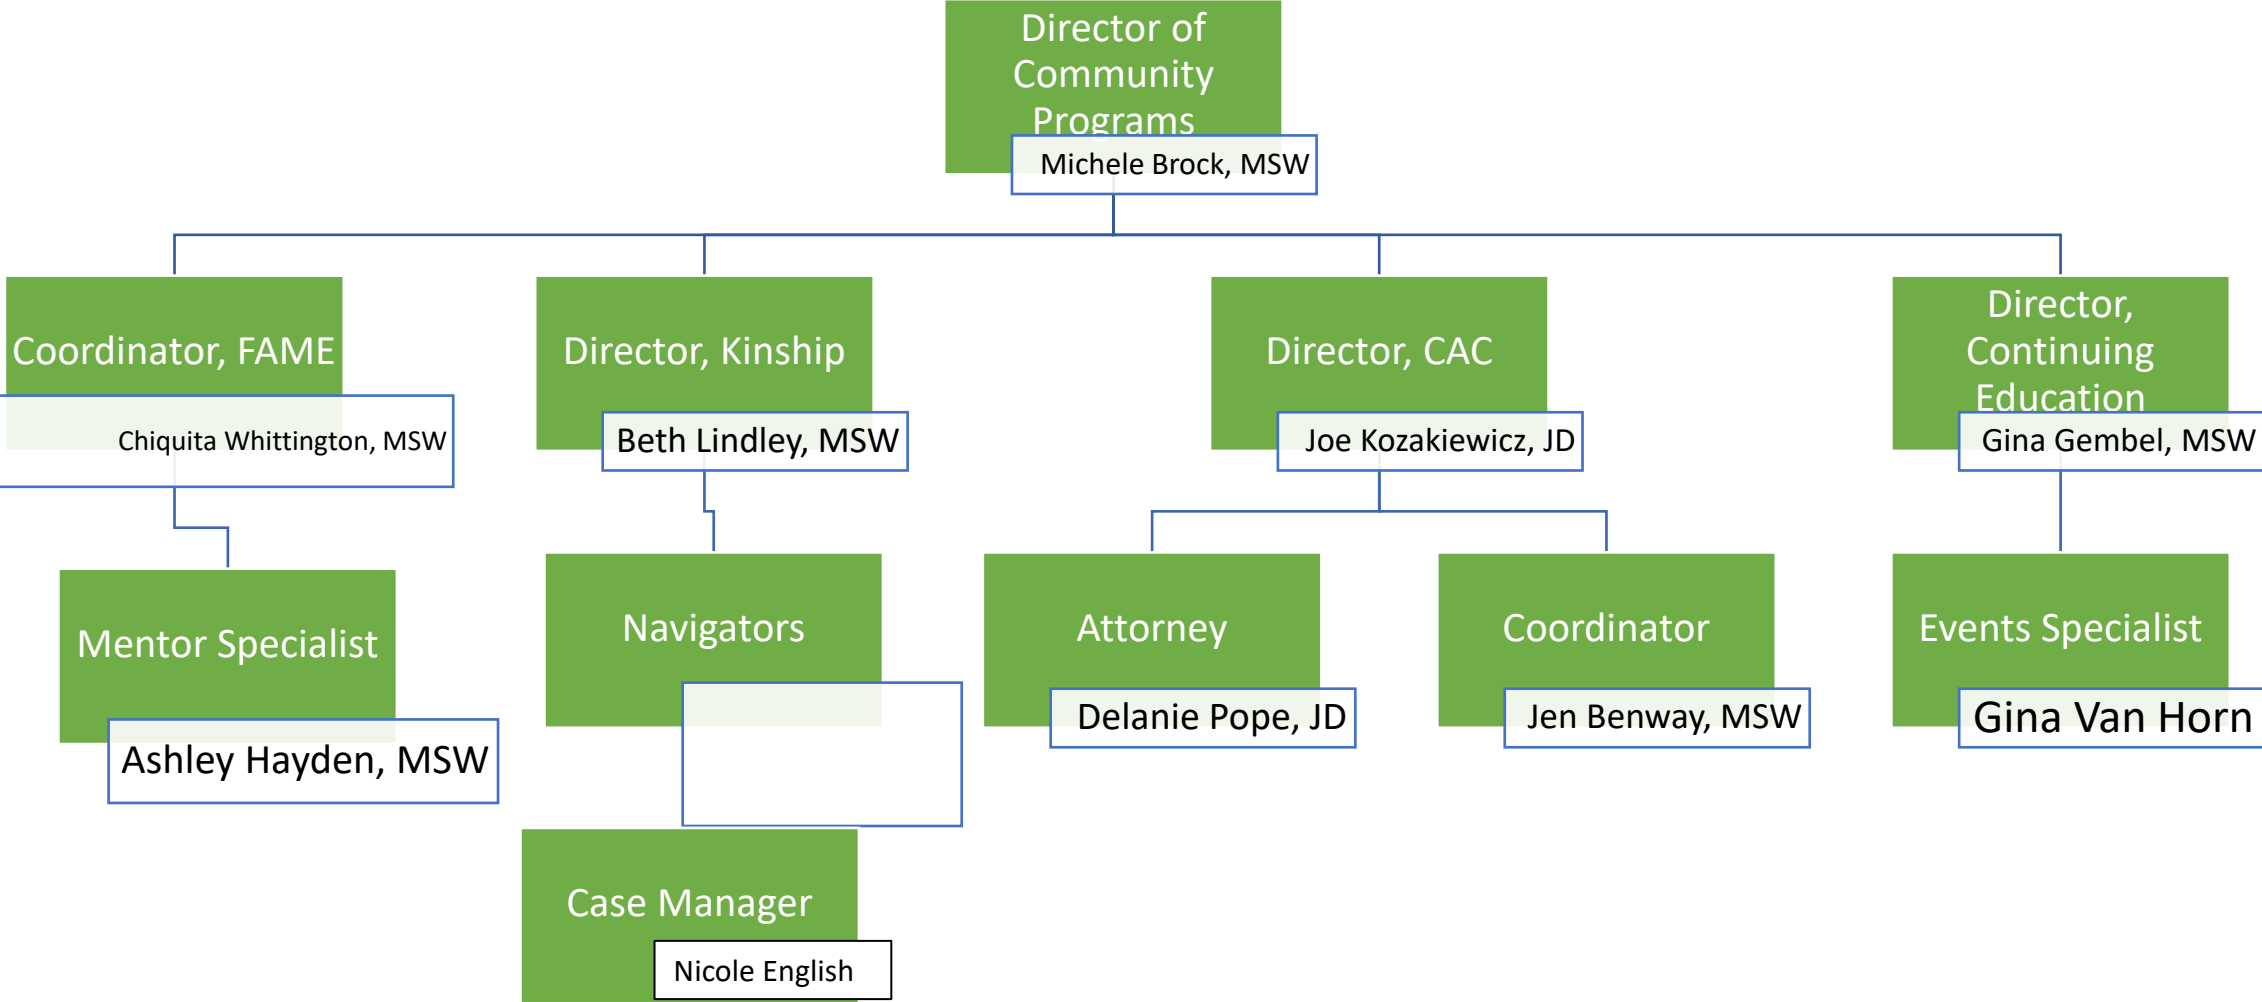 Director of
Community
Programs
Michele Brock, MSW
Coordinator, FAME
Chiquita Whittington, MSW
Director, Kinship
Beth Lindley, MSW
Director, CAC
Joe Kozakiewicz, JD
Director,
Continuing
Education
Gina Gembel, MSW
Mentor Specialist
Ashley Hayden, MSW
Navigators
Attorney
Delanie Pope, JD
Coordinator
Jen Benway, MSW
Events Specialist
Gina Van Horn
Case Manager
Nicole English